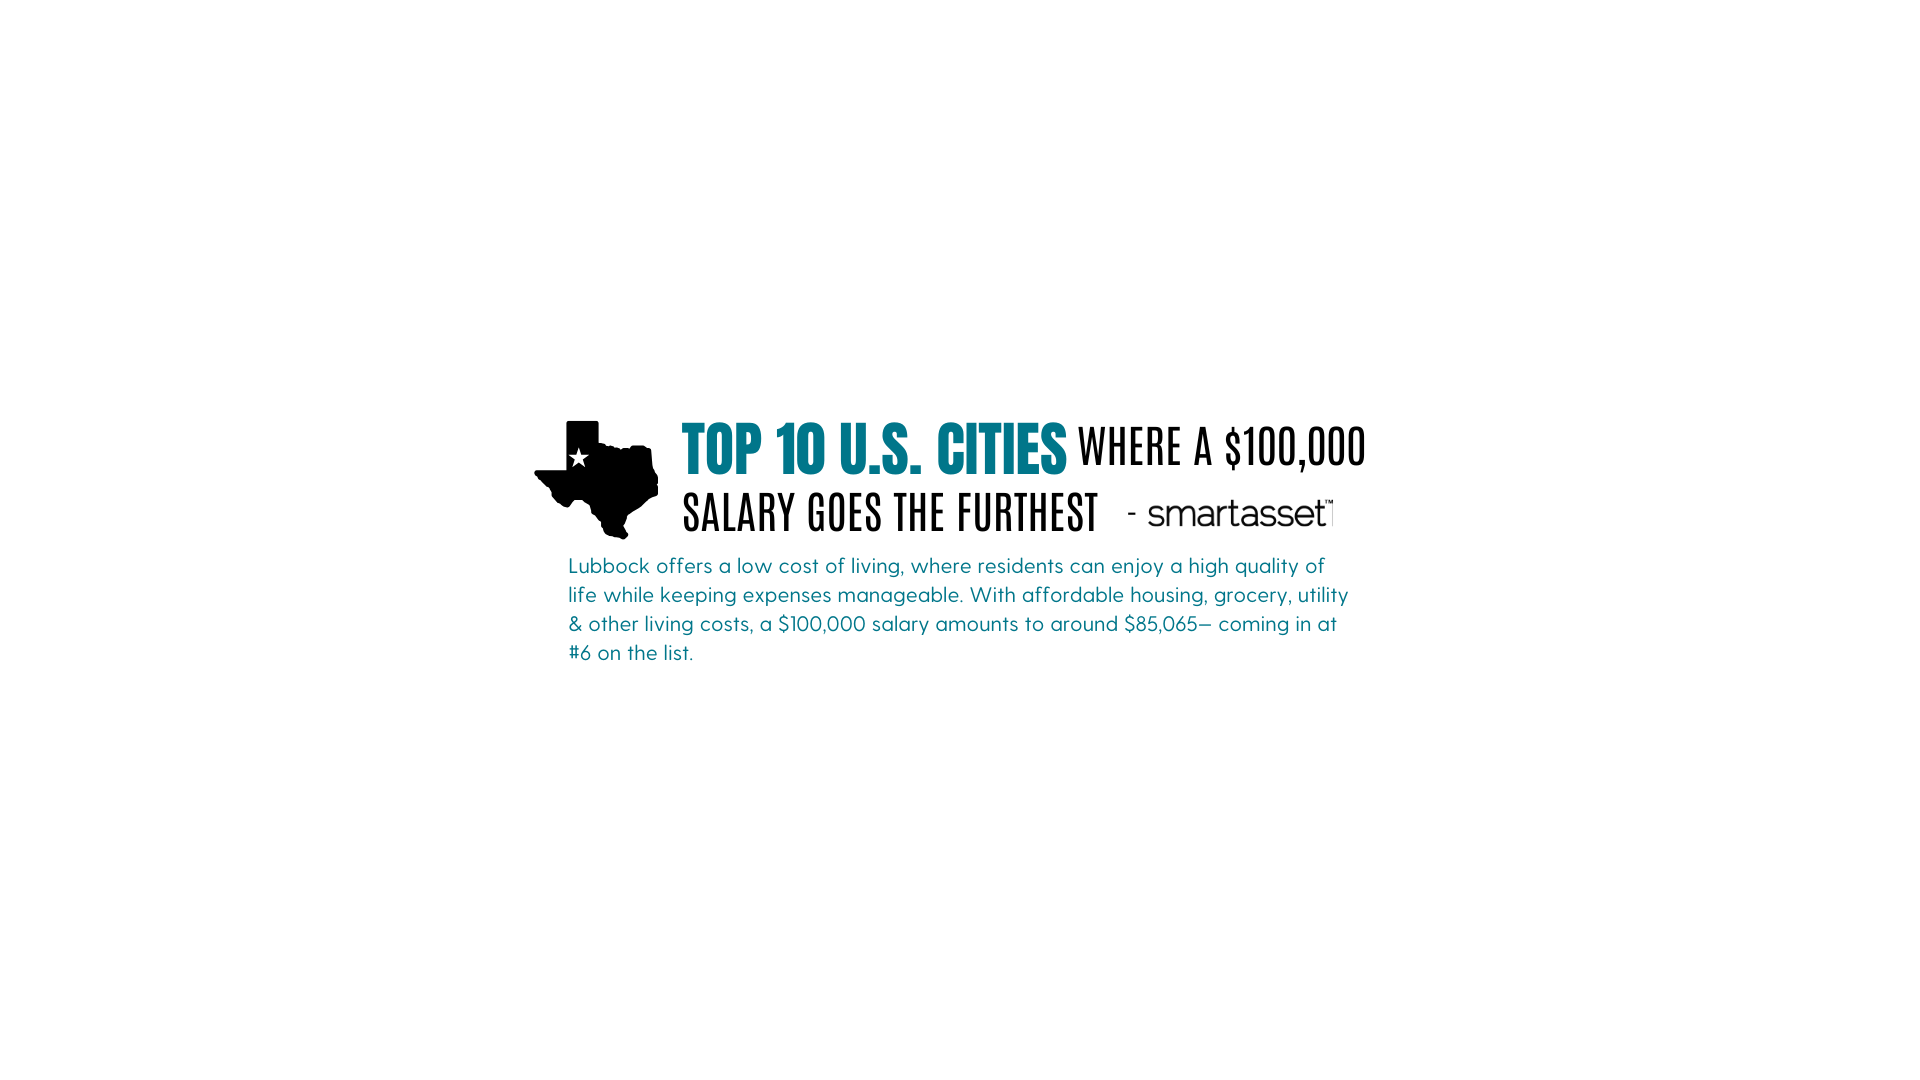 TOP 10 U.S. CITIES WHERE A $100,000
SALARY GOES THE FURTHEST - smartasset™
Lubbock offers a low cost of living, where residents can enjoy a high quality of
life while keeping expenses manageable. With affordable housing, grocery, utility
& other living costs, a $100,000 salary amounts to around $85,065— coming in at
#6 on the list.